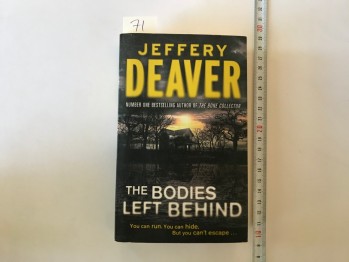 71
JEFFERY
DEAVER
NUMBER ONE BESTSELLING AUTHOR OF THE BONE COLLECTOR
THE BODIES
LEFT BEHIND
You can run. You can hide.
But you can't escape . . .